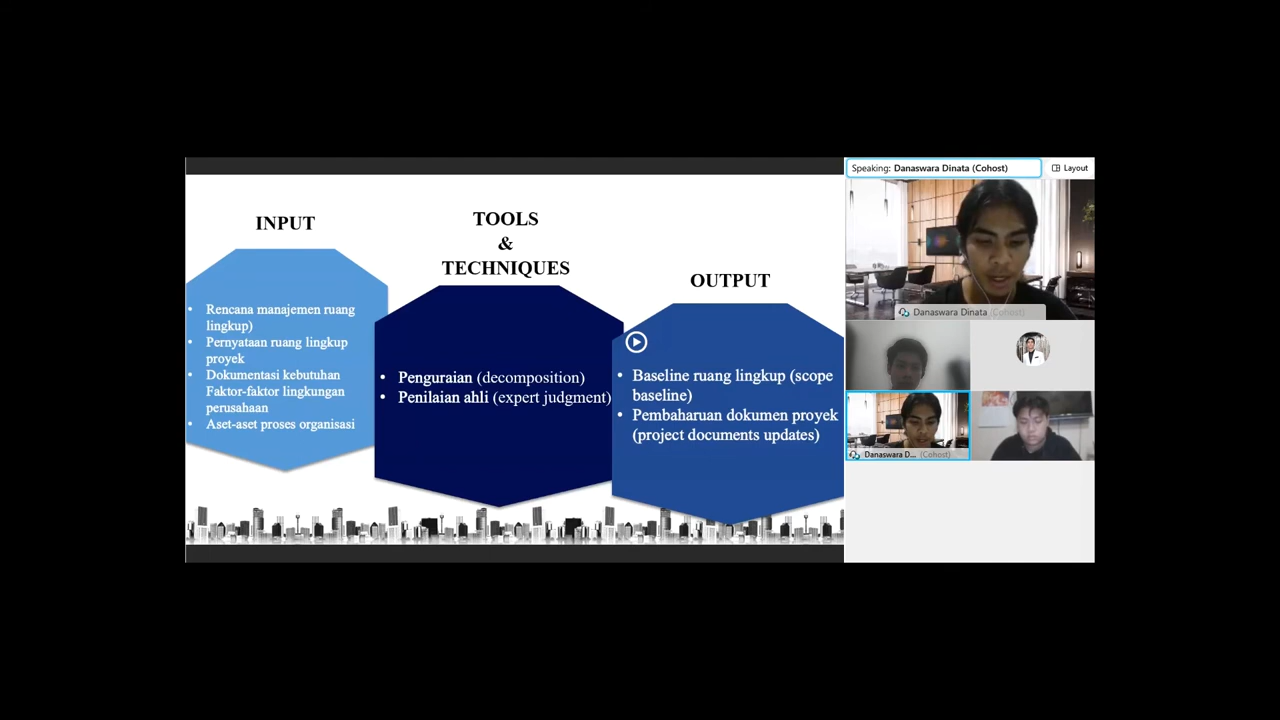 INPUT
• Rencana manajemen ruang
lingkup)
• Pernyataan ruang lingkup
proyek
• Dokumentasi kebutuhan
Faktor-faktor lingkungan
perusahaan
• Aset-aset proses organisasi
TOOLS
&
TECHNIQUES
• Penguraian (decomposition)
• Penilaian ahli (expert judgment)
OUTPUT
• Baseline ruang lingkup (scope
baseline)
• Pembaharuan dokumen proyek
(project documents updates)
Speaking: Danaswara Dinata (Cohost)
Layout
Danaswara Dinata (Cohost)
Danaswara D... (Cohost)